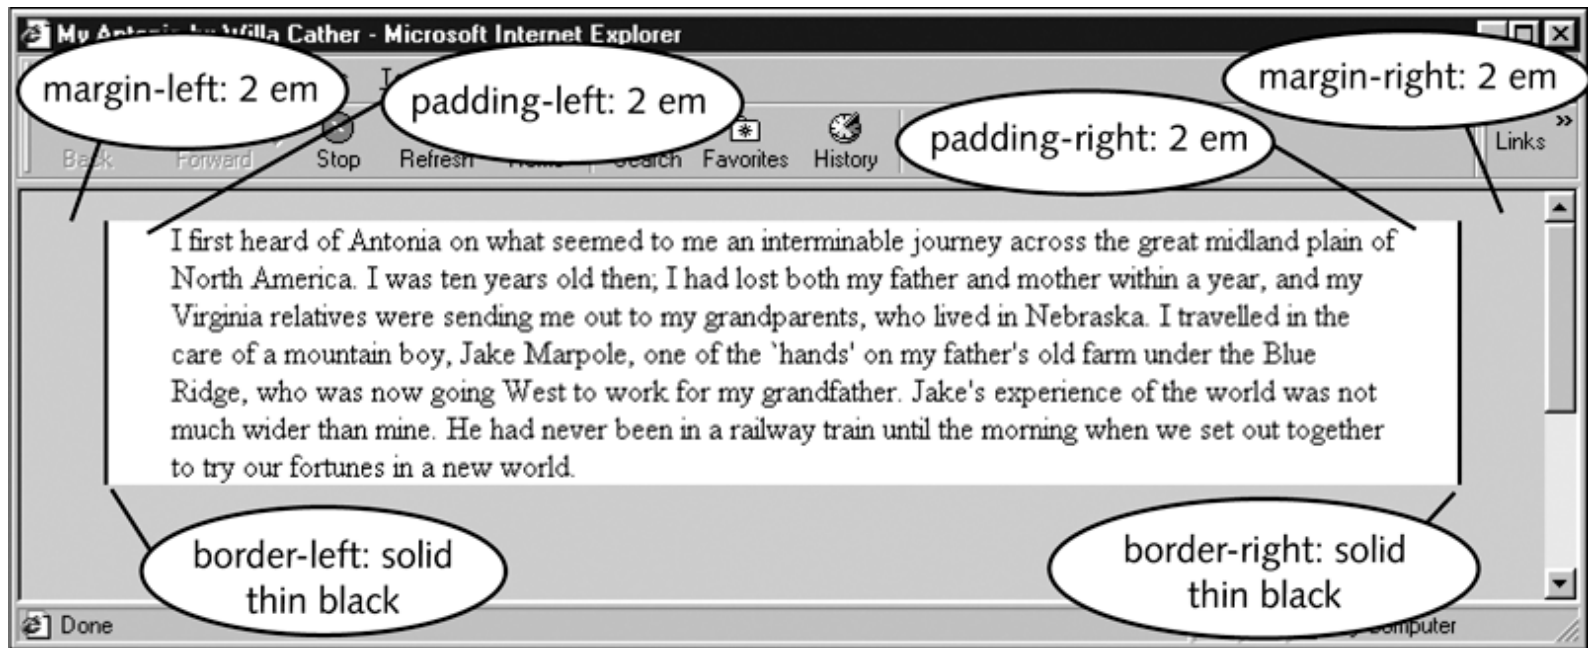 My Antonia by Willa Cather - Microsoft Internet Explorer
margin-left: 2 em
padding-left: 2 em
margin-right: 2 em
padding-right: 2 em
Back Forward Stop Refresh Home Search Favorites History
Links »
I first heard of Antonia on what seemed to me an interminable journey across the great midland plain of
North America. I was ten years old then; I had lost both my father and mother within a year, and my
Virginia relatives were sending me out to my grandparents, who lived in Nebraska. I travelled in the
care of a mountain boy, Jake Marpole, one of the `hands' on my father's old farm under the Blue
Ridge, who was now going West to work for my grandfather. Jake's experience of the world was not
much wider than mine. He had never been in a railway train until the morning when we set out together
to try our fortunes in a new world.
border-left: solid
thin black
border-right: solid
thin black
Done
Computer